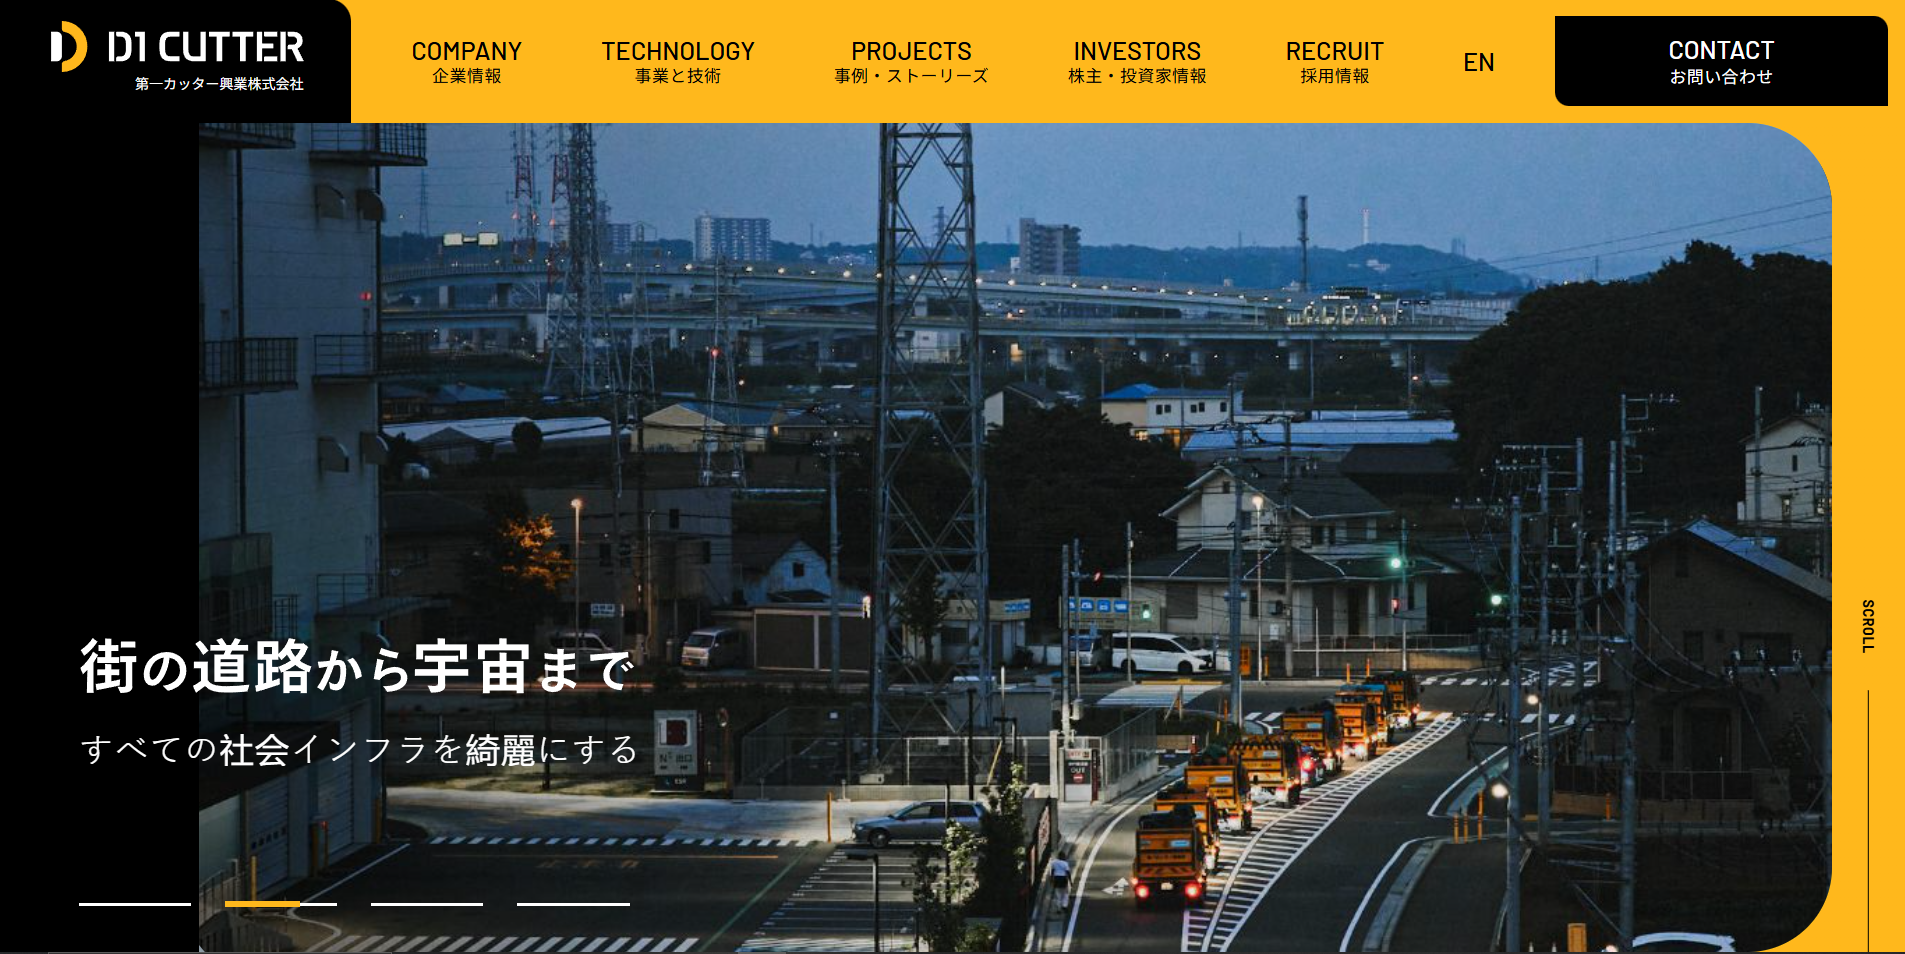 D1 CUTTER
第一カッター興業株式会社
COMPANY
企業情報
TECHNOLOGY
事業と技術
PROJECTS
事例・ストーリーズ
INVESTORS
株主・投資家情報
RECRUIT
採用情報
EN
CONTACT
お問い合わせ
街の道路から宇宙まで
すべての社会インフラを綺麗にする
SCROLL
出口
OUT